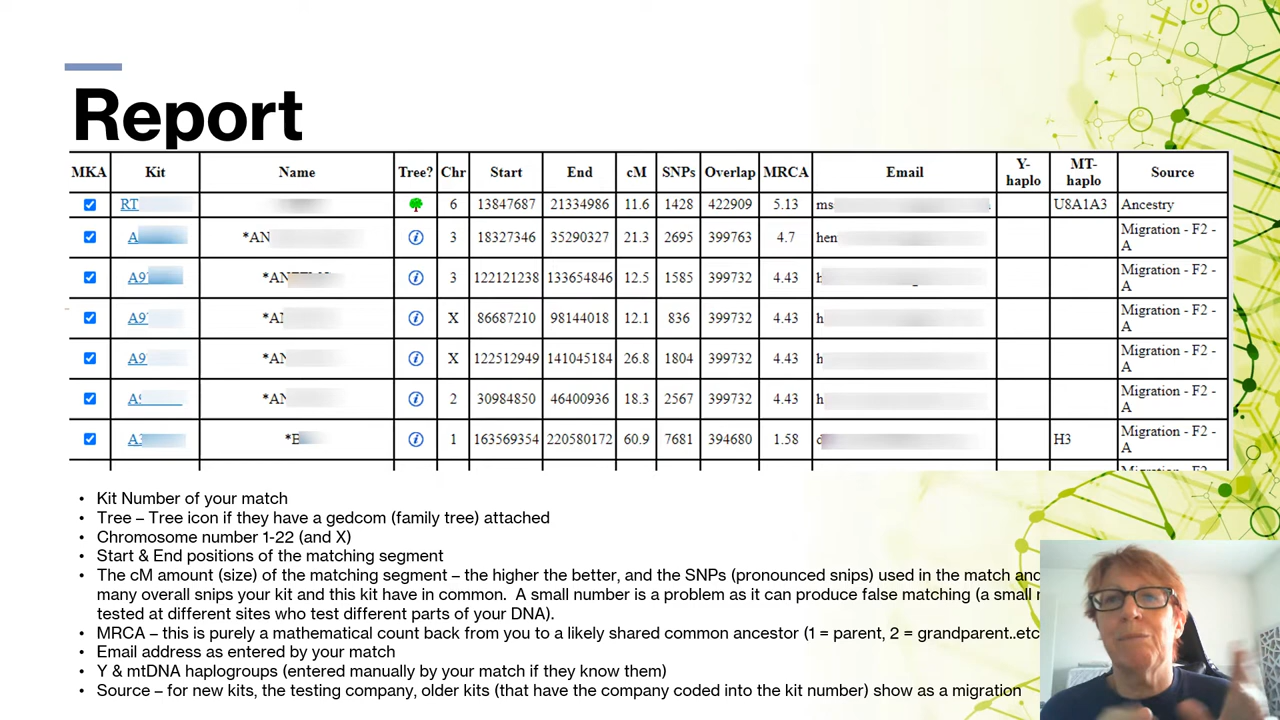 Report
MKA Kit Name Tree? Chr Start End cM SNPs Overlap MRCA Email Y-haplo MT-haplo Source
RT 6 13847687 21334986 11.6 1428 422909 5.13 ms U8A1A3 Ancestry
A *AN 3 18327346 35290327 21.3 2695 399763 4.7 hen Migration - F2 - A
A9 *AN 3 122121238 133654846 12.5 1585 399732 4.43 h Migration - F2 - A
A9 *A X 86687210 98144018 12.1 836 399732 4.43 h Migration - F2 - A
A9 *AN X 122512949 141045184 26.8 1804 399732 4.43 h Migration - F2 - A
A *AN 2 30984850 46400936 18.3 2567 399732 4.43 h Migration - F2 - A
A *E 1 163569354 220580172 60.9 7681 394680 1.58 H3 Migration - F2 - A
• Kit Number of your match
• Tree – Tree icon if they have a gedcom (family tree) attached
• Chromosome number 1-22 (and X)
• Start & End positions of the matching segment
• The cM amount (size) of the matching segment – the higher the better, and the SNPs (pronounced snips) used in the match and
many overall snips your kit and this kit have in common. A small number is a problem as it can produce false matching (a small
tested at different sites who test different parts of your DNA).
• MRCA – this is purely a mathematical count back from you to a likely shared common ancestor (1 = parent, 2 = grandparent..etc
• Email address as entered by your match
• Y & mtDNA haplogroups (entered manually by your match if they know them)
• Source – for new kits, the testing company, older kits (that have the company coded into the kit number) show as a migration